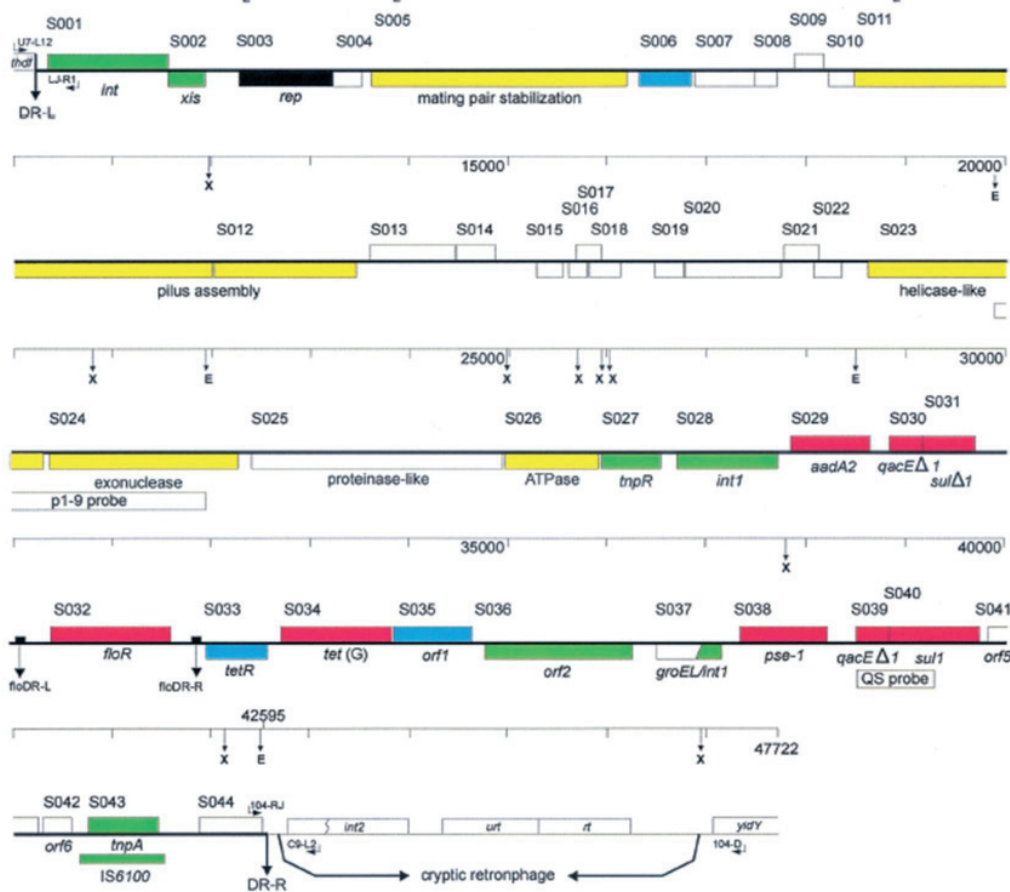 S001 S005 S009 S011
U7-L12 S002 S003 S004 S006 S007 S008 S010
thdf
LJ-R1 int xis rep mating pair stabilization
DR-L
15000 20000
X E
S017
S016
S012 S013 S014 S015 S018 S019 S020 S021 S022 S023
pilus assembly helicase-like
25000 30000
X E X X X X E
S024 S025 S026 S027 S028 S029 S030 S031
exonuclease proteinase-like ATPase tnpR int1 aadA2 qacEΔ1 sulΔ1
p1-9 probe
35000 40000
X
S032 S033 S034 S035 S036 S037 S038 S039 S040 S041
floR tetR tet (G) orf1 orf2 groEL/int1 pse-1 qacEΔ1 sul1 orf5
floDR-L floDR-R QS probe
42595
X E X 47722
S042 S043 S044 104-RJ
int2 urt rt yidY
orf6 tnpA C9-L2 104-D
IS6100 DR-R cryptic retronphage